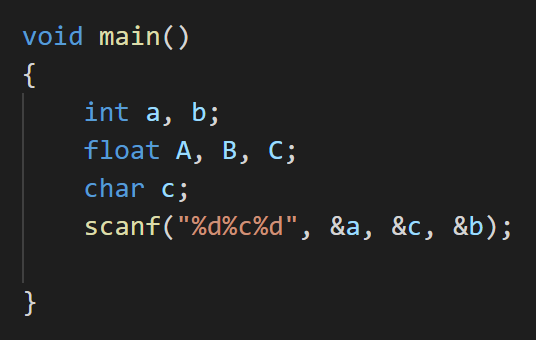 void main()
{
int a, b;
float A, B, C;
char c;
scanf("%d%c%d", &a, &c, &b);
}